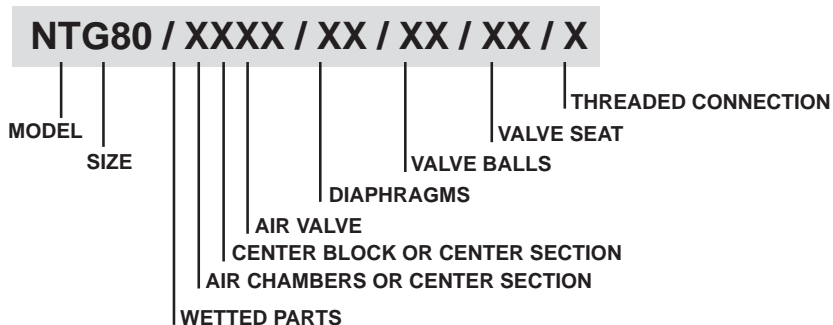 NTG80 / XXXX / XX / XX / XX / X
THREADED CONNECTION
MODEL
VALVE SEAT
SIZE
VALVE BALLS
DIAPHRAGMS
AIR VALVE
CENTER BLOCK OR CENTER SECTION
AIR CHAMBERS OR CENTER SECTION
WETTED PARTS